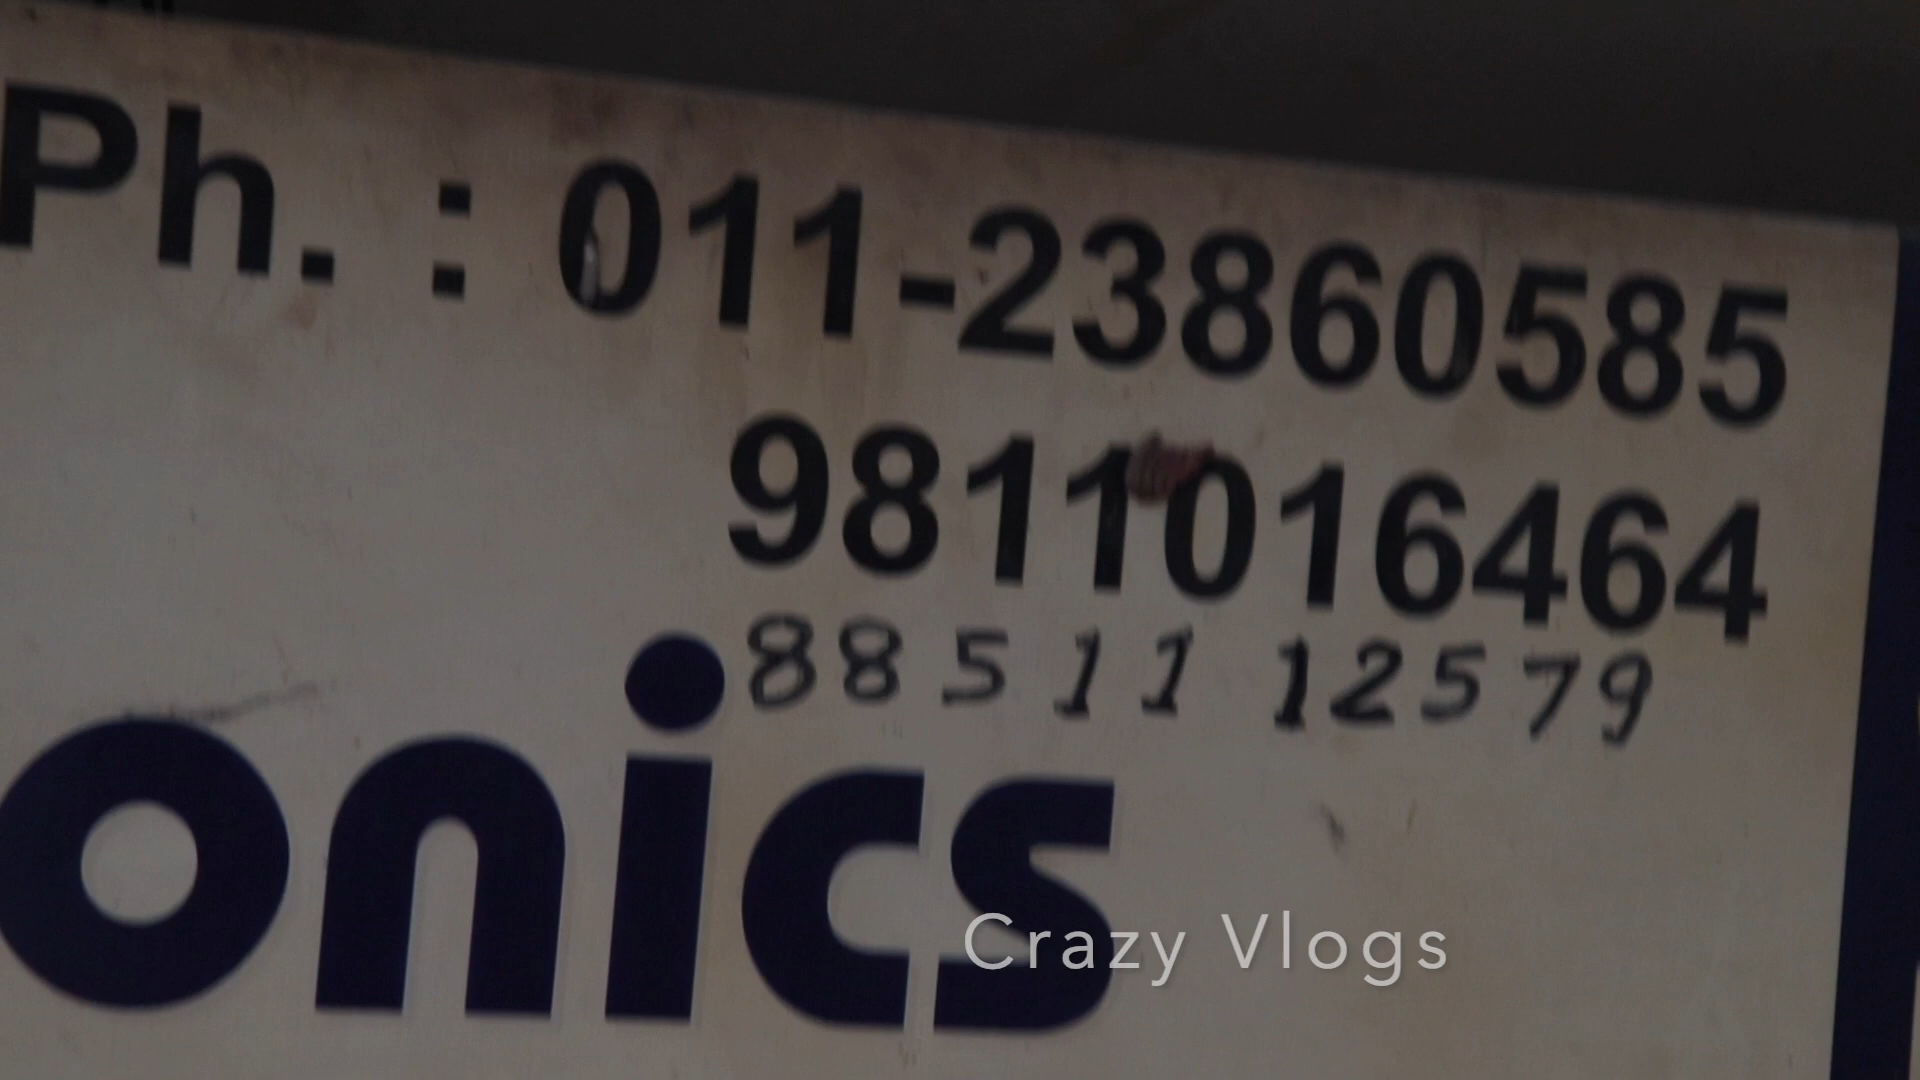 Ph. : 011-23860585
9811016464
88511 12579
onics
Crazy Vlogs